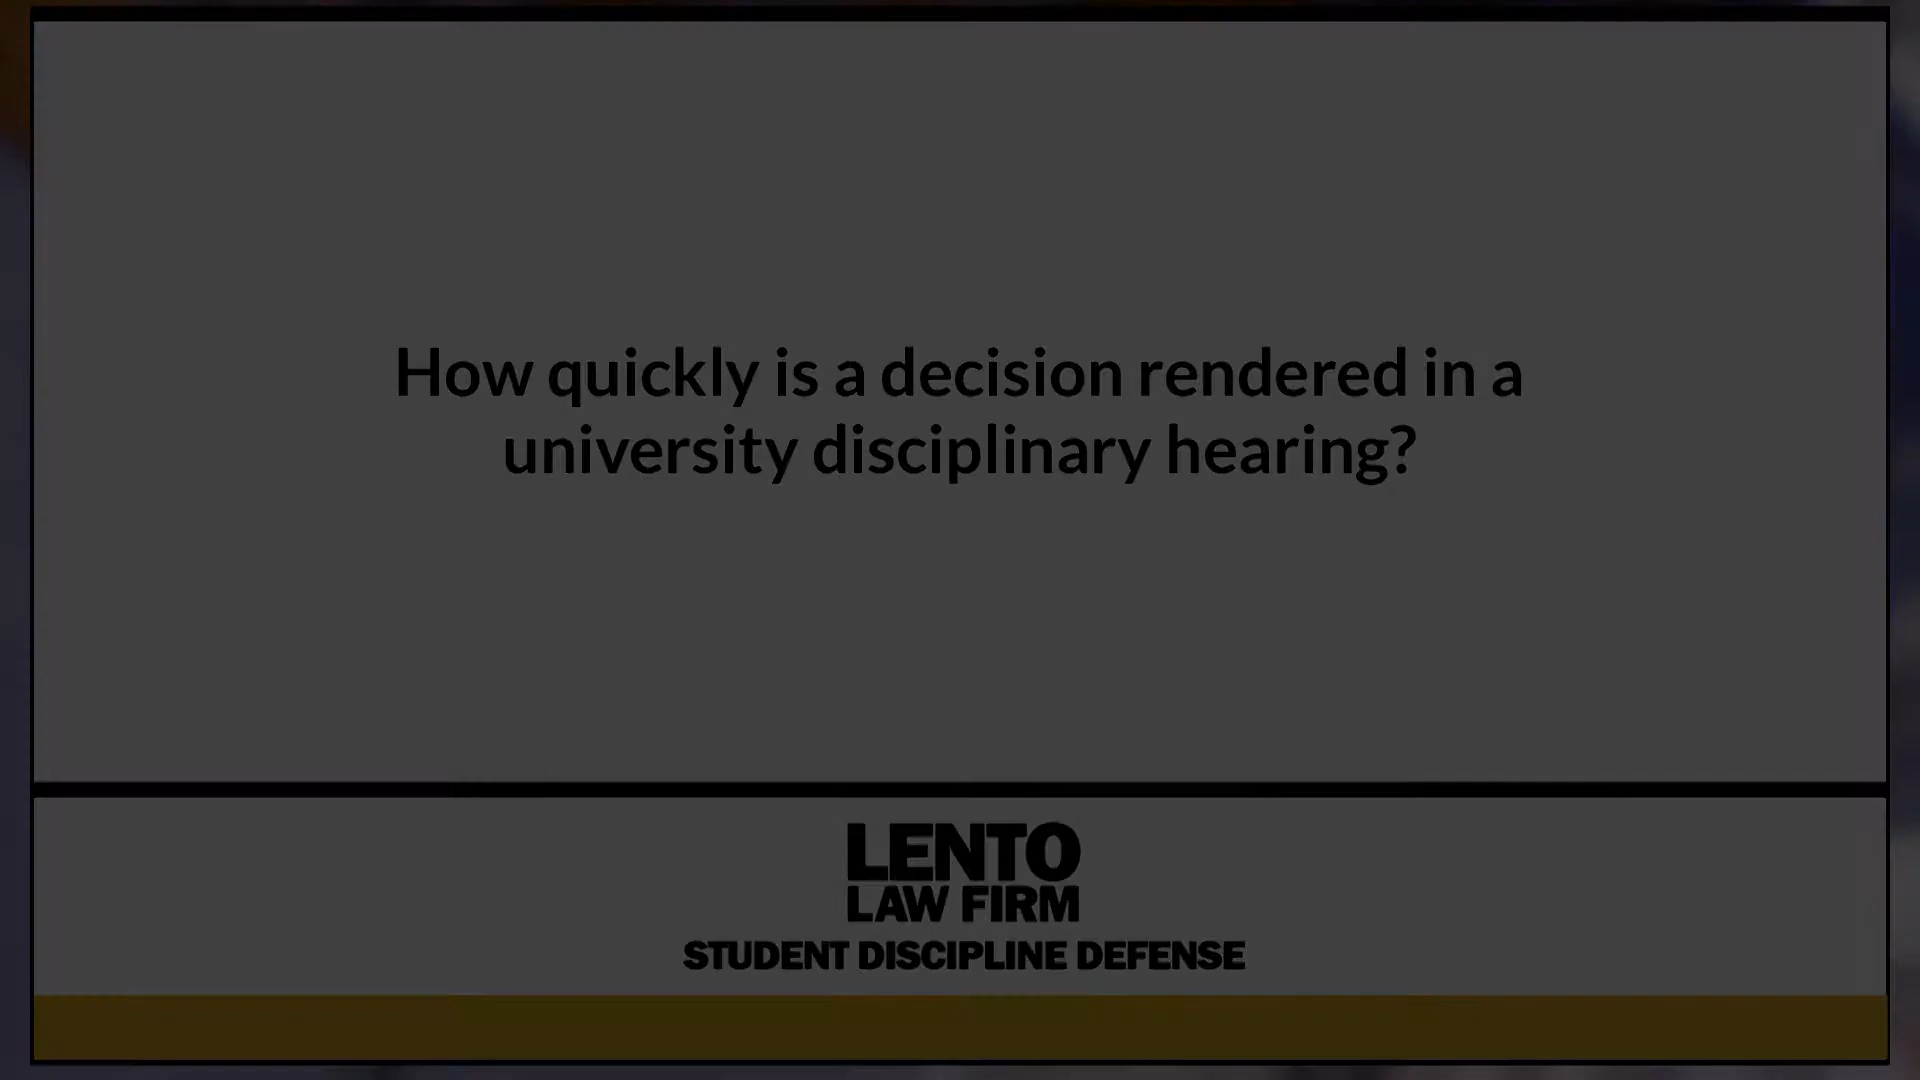 How quickly is a decision rendered in a
university disciplinary hearing?
LENTO
LAW FIRM
STUDENT DISCIPLINE DEFENSE